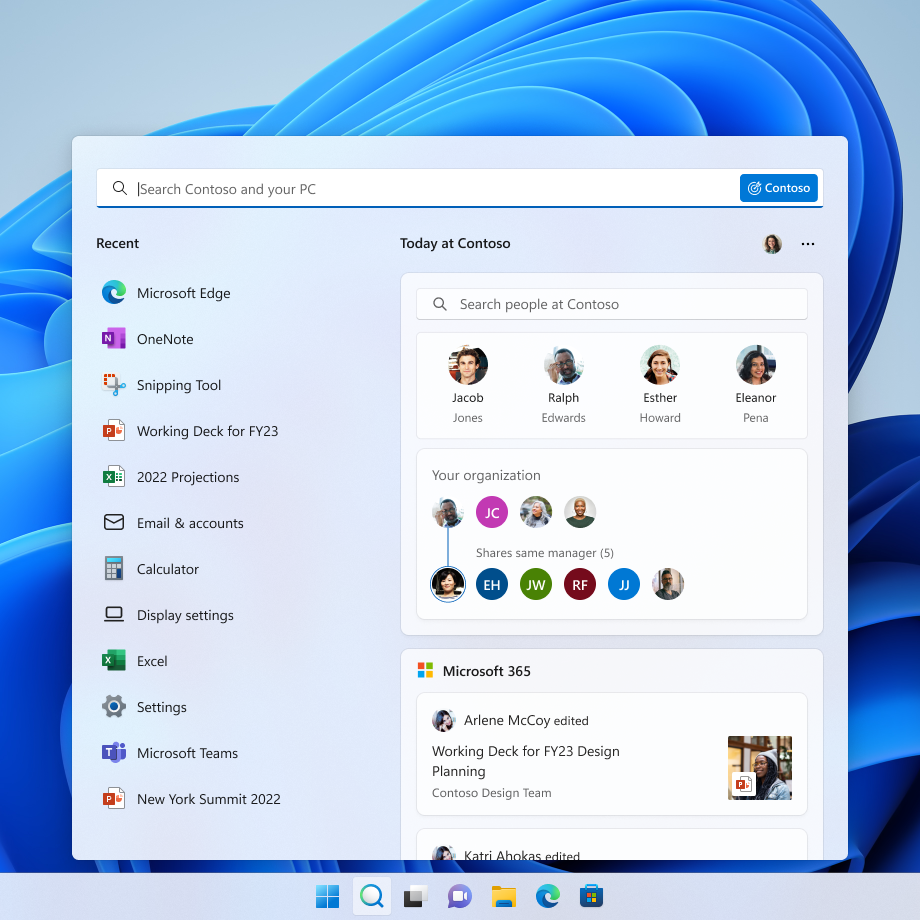 Search Contoso and your PC
Contoso
Recent
Microsoft Edge
OneNote
Snipping Tool
Working Deck for FY23
2022 Projections
Email & accounts
Calculator
Display settings
Excel
Settings
Microsoft Teams
New York Summit 2022
Today at Contoso
Search people at Contoso
Jacob
Jones
Ralph
Edwards
Esther
Howard
Eleanor
Pena
Your organization
JC
Shares same manager (5)
EH
JW
RF
JJ
Microsoft 365
Arlene McCoy edited
Working Deck for FY23 Design
Planning
Contoso Design Team
Katri Ahokas edited